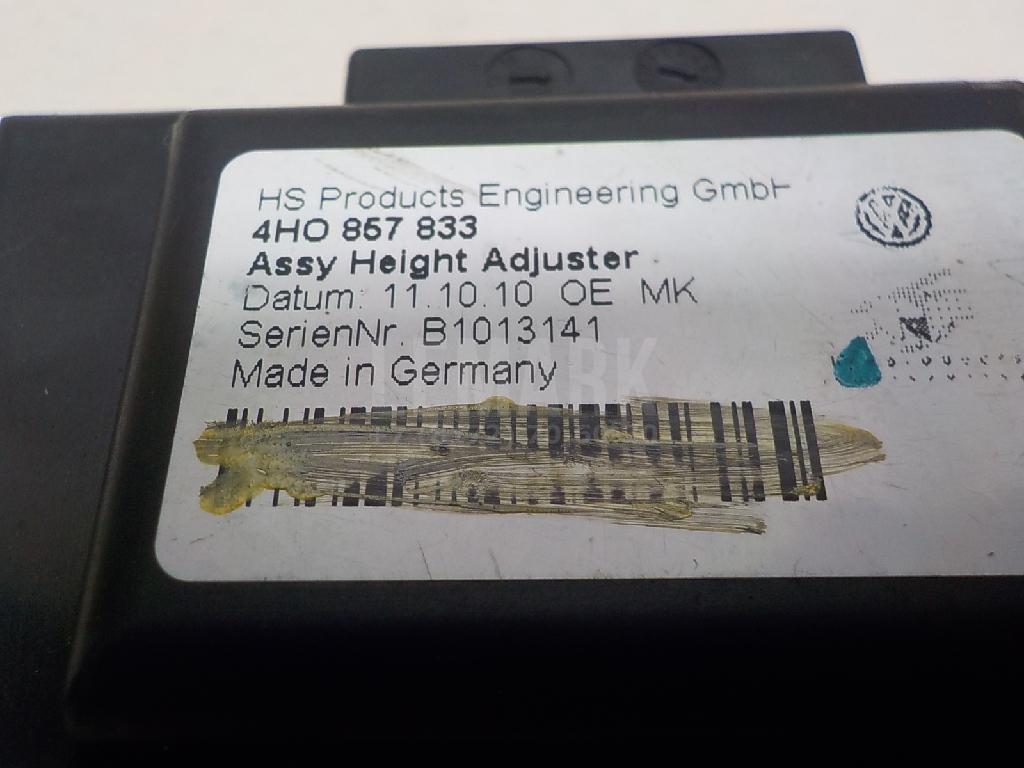 HS Products Engineering GmbH
4H0 857 833
Assy Height Adjuster
Datum: 11.10.10 OE MK
SerienNr. B1013141
Made in Germany